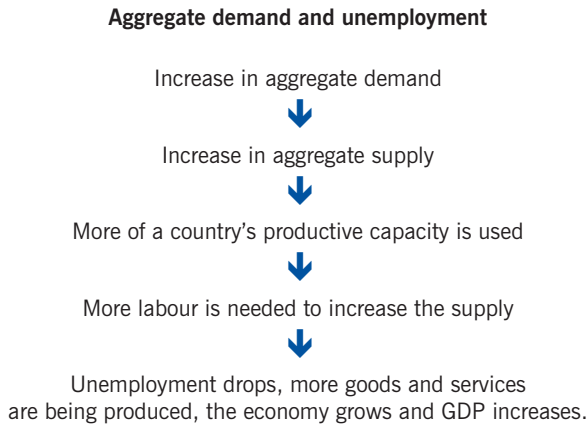 Aggregate demand and unemployment
Increase in aggregate demand
Increase in aggregate supply
More of a country’s productive capacity is used
More labour is needed to increase the supply
Unemployment drops, more goods and services
are being produced, the economy grows and GDP increases.